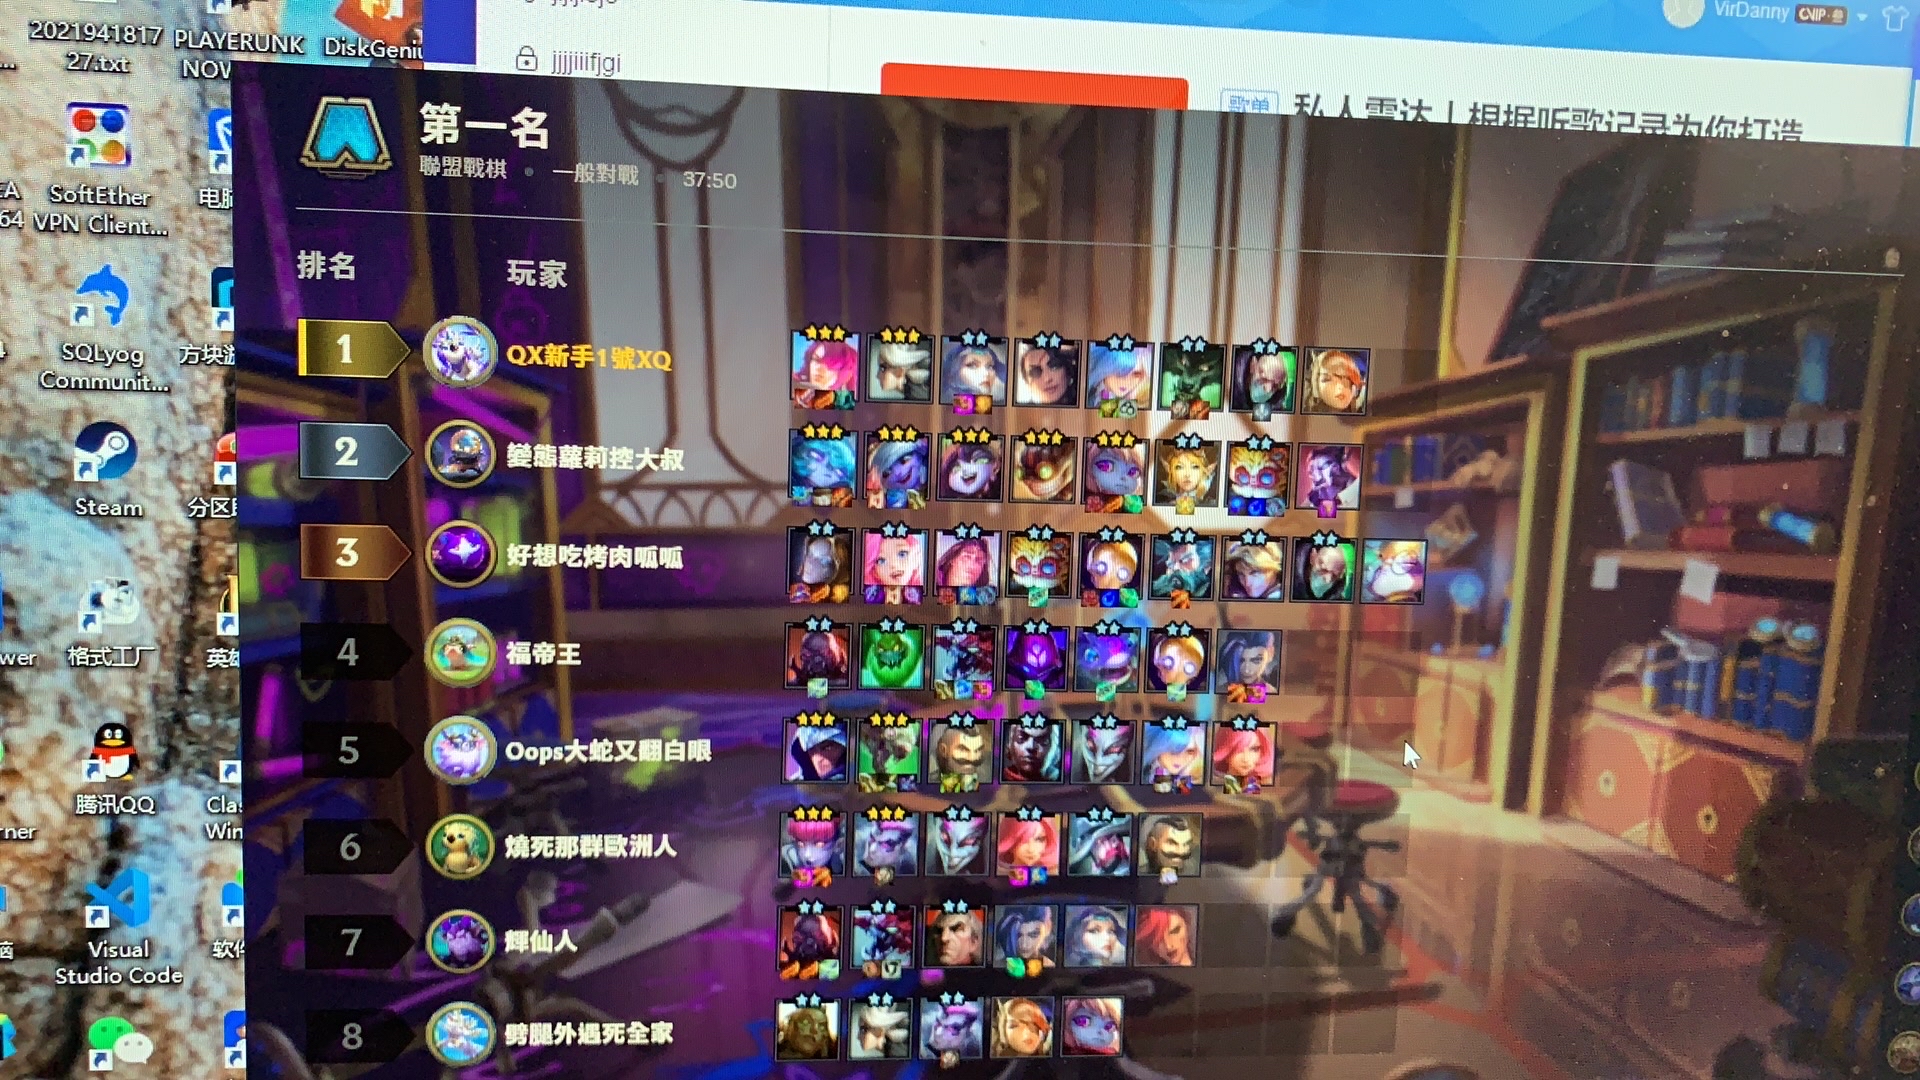 2021941817
27.txt
PLAYERUNK
DiskGeniu
jjjjiiifjgi
VirDanny
CVIP
歌单
私人雷达 | 根据听歌记录为你打造
第一名
聯盟戰棋 • 一般對戰 • 37:50
排名 玩家
1 QX新手1號XQ
2 變態蘿莉控大叔
3 好想吃烤肉呱呱
4 福帝王
5 Oops大蛇又翻白眼
6 燒死那群歐洲人
7 輝仙人
8 劈腿外遇死全家
SoftEther
VPN Client...
SQLyog
Communit...
Steam
格式工厂
腾讯QQ
Visual
Studio Code